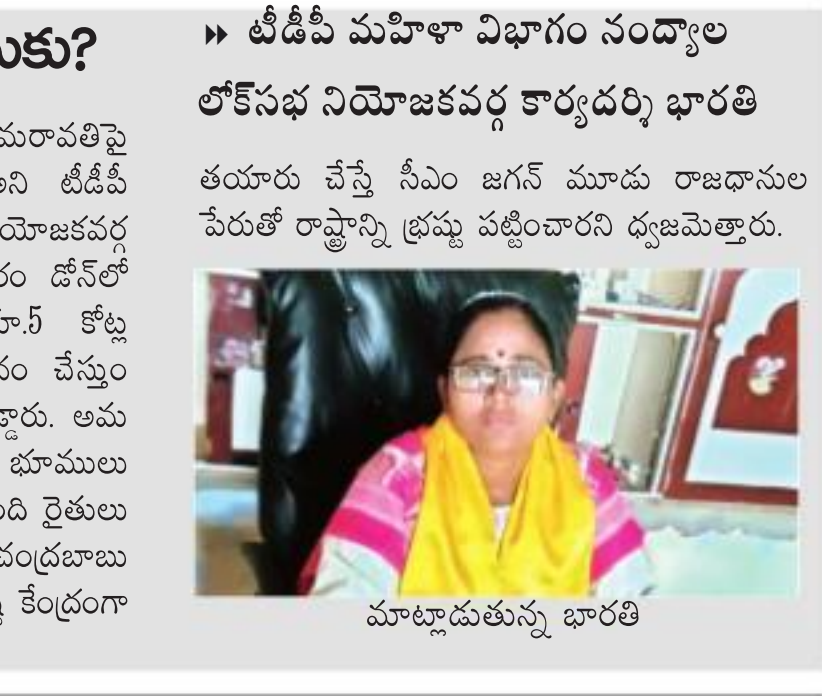 కు?
మరావతిపై
టీడీపీ
యోజకవర్గ
డోన్‌లో
5 కోట్ల
చేస్తుం
అమ
భూములు
రైతులు
చంద్రబాబు
కేంద్రంగా
టీడీపీ మహిళా విభాగం నంద్యాల
లోక్‌సభ నియోజకవర్గ కార్యదర్శి భారతి
తయారు చేస్తే సీఎం జగన్ మూడు రాజధానుల
పేరుతో రాష్ట్రాన్ని భ్రష్టు పట్టించారని ధ్వజమెత్తారు.
మాట్లాడుతున్న భారతి